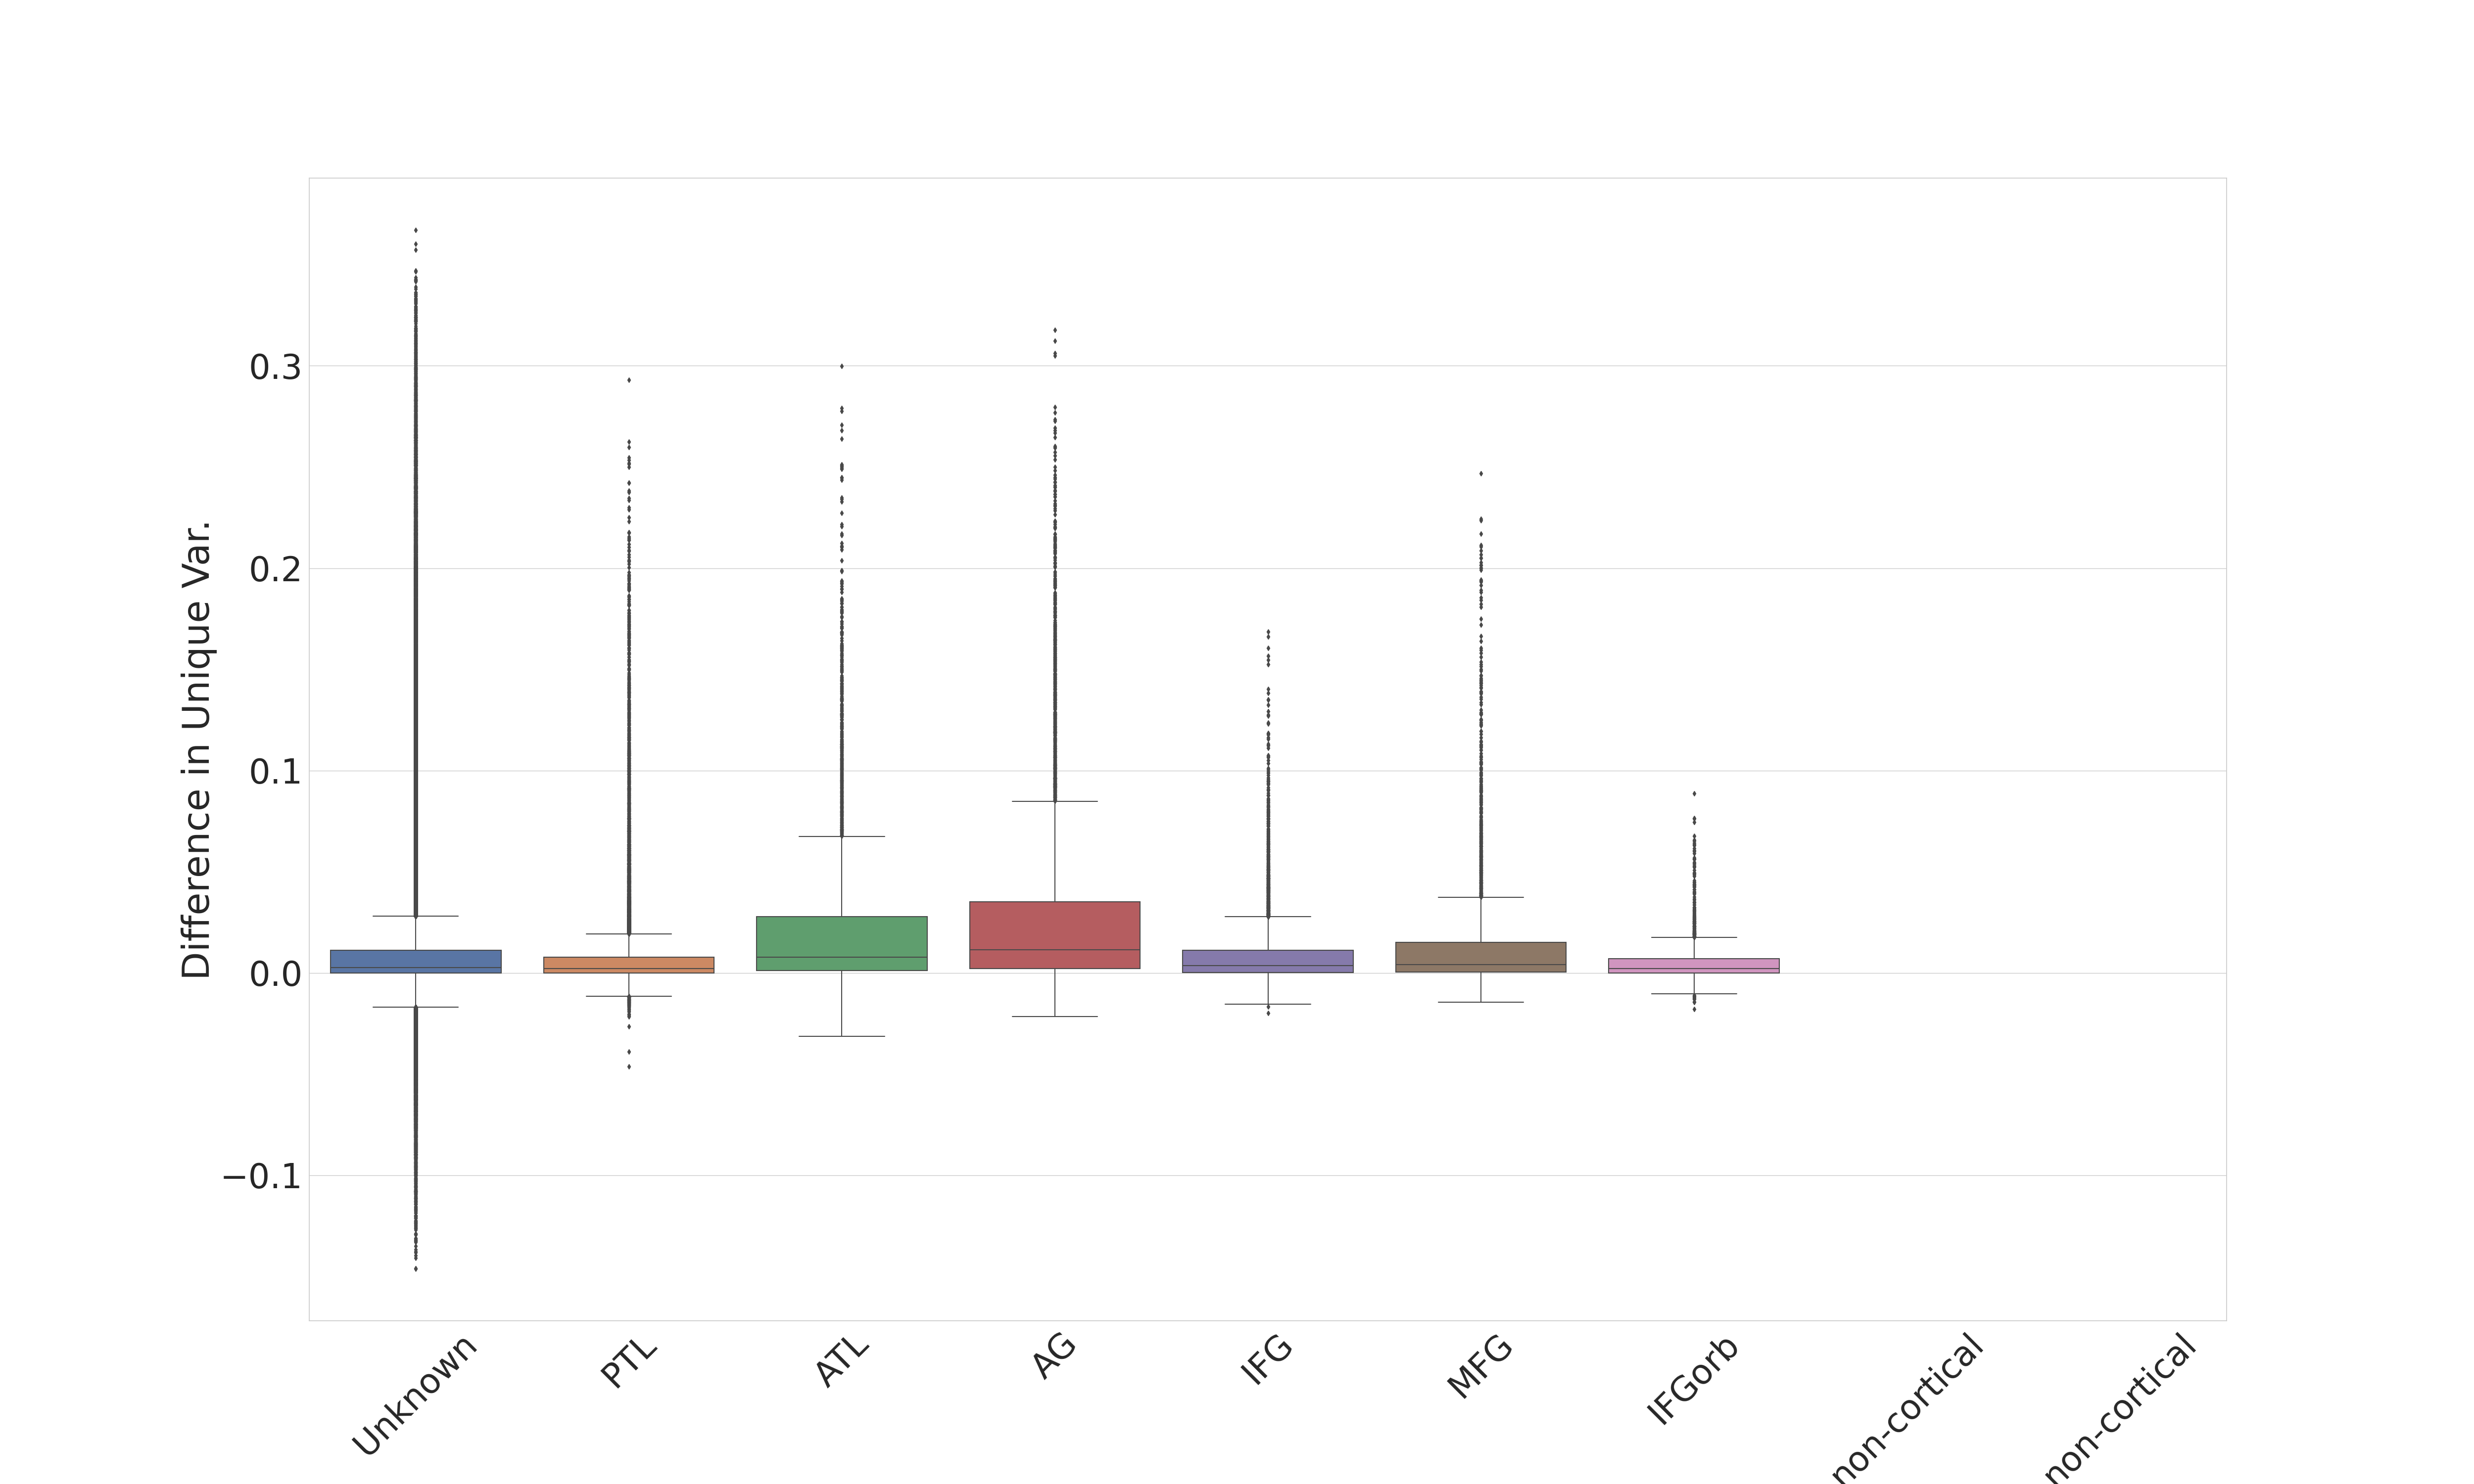 Difference in Unique Var.
0.3
0.2
0.1
0.0
−0.1
Unknown
PTL
ATL
AG
IFG
MFG
IFGorb
non-cortical
non-cortical